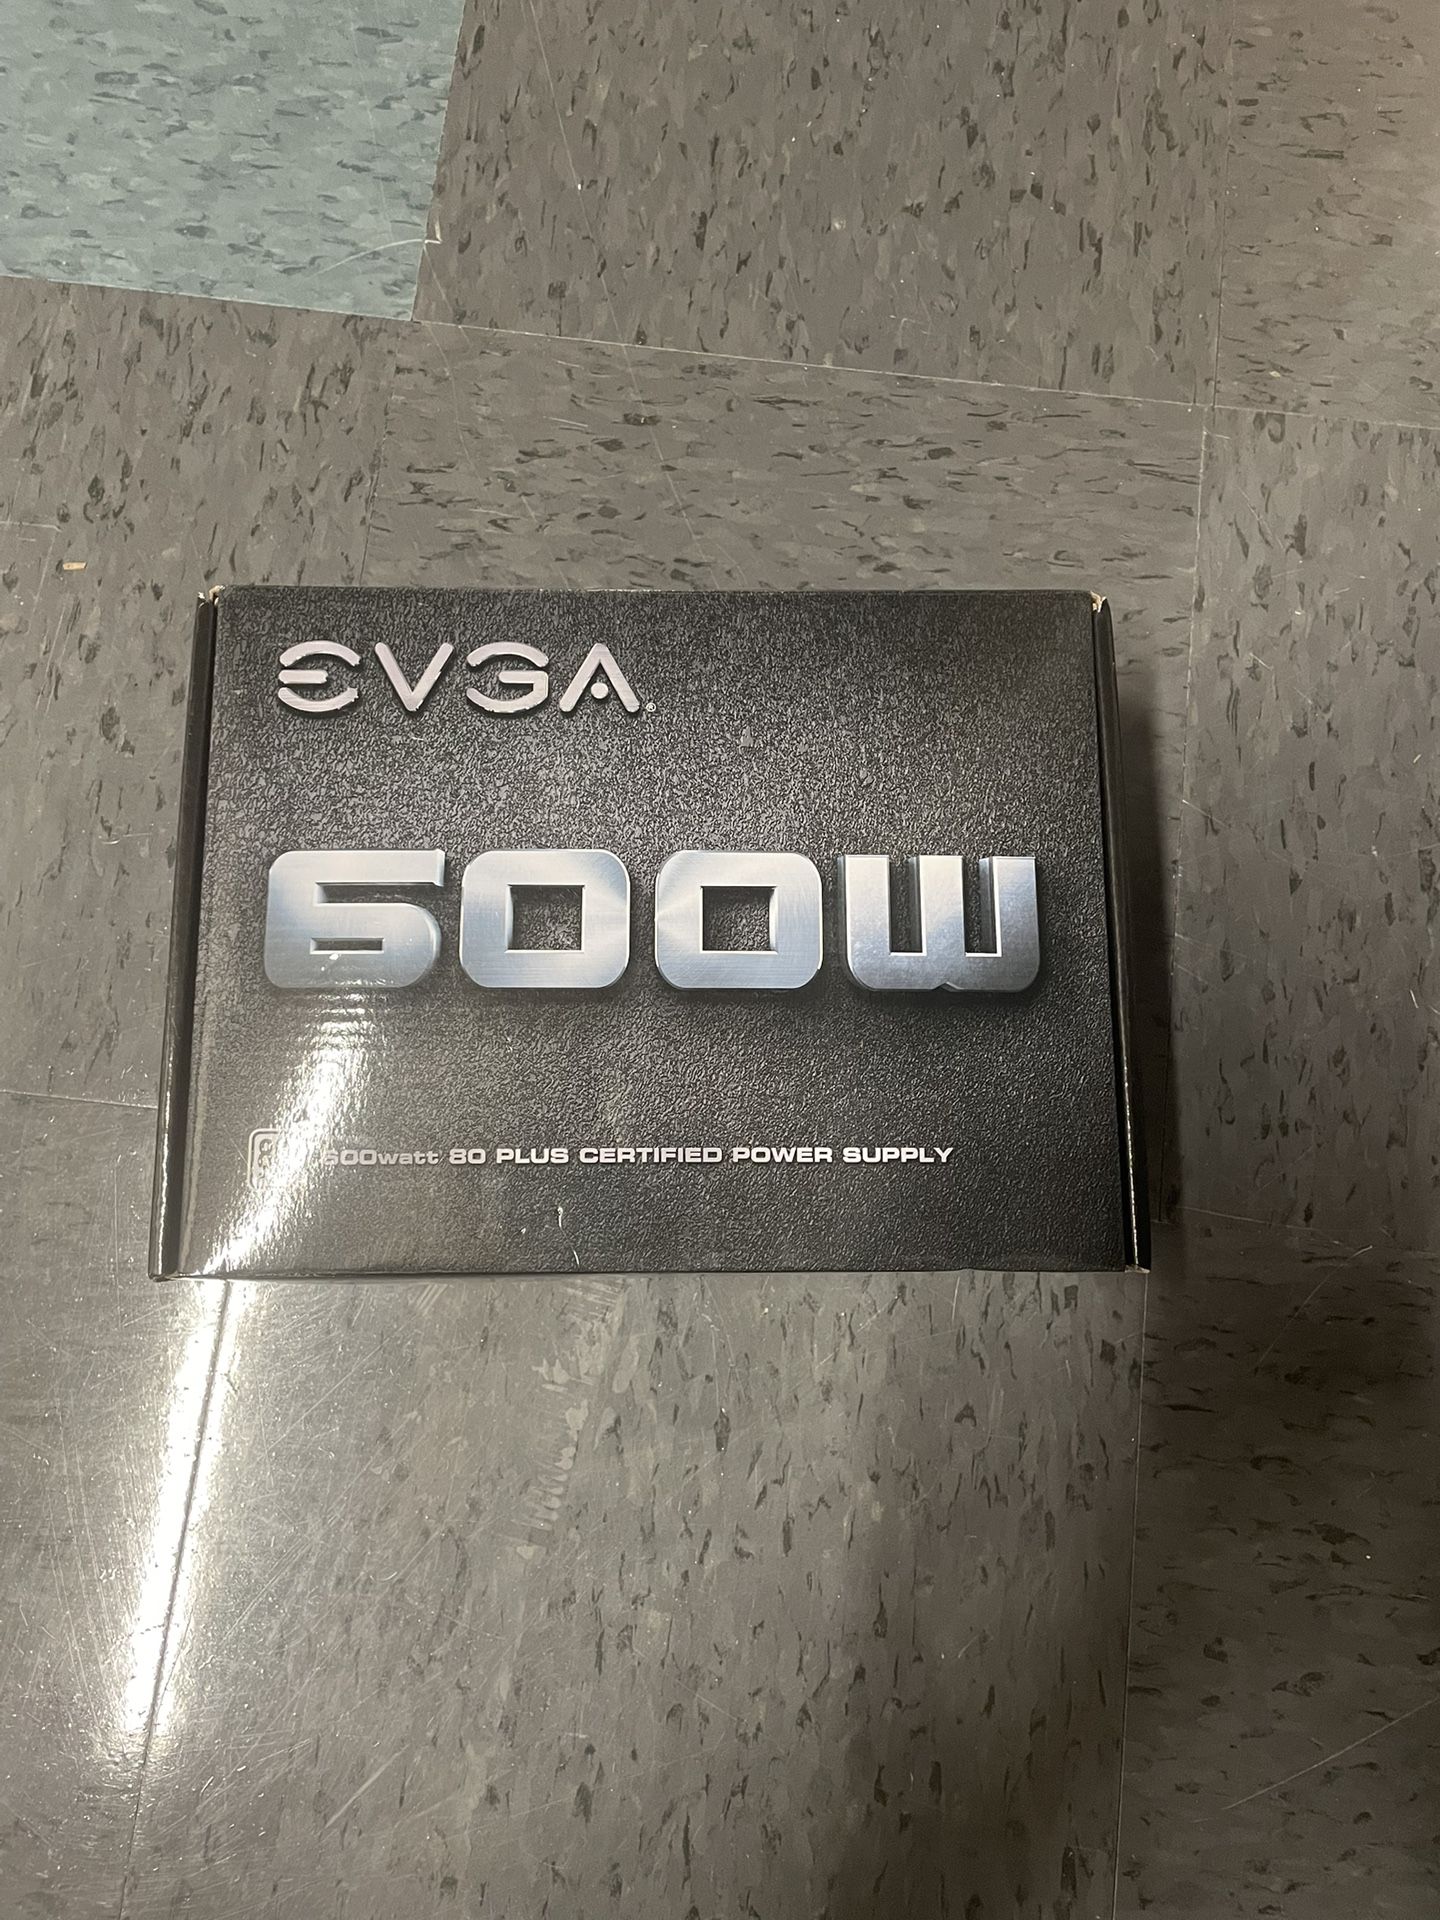 EVGA®
600W
600watt 80 PLUS CERTIFIED POWER SUPPLY